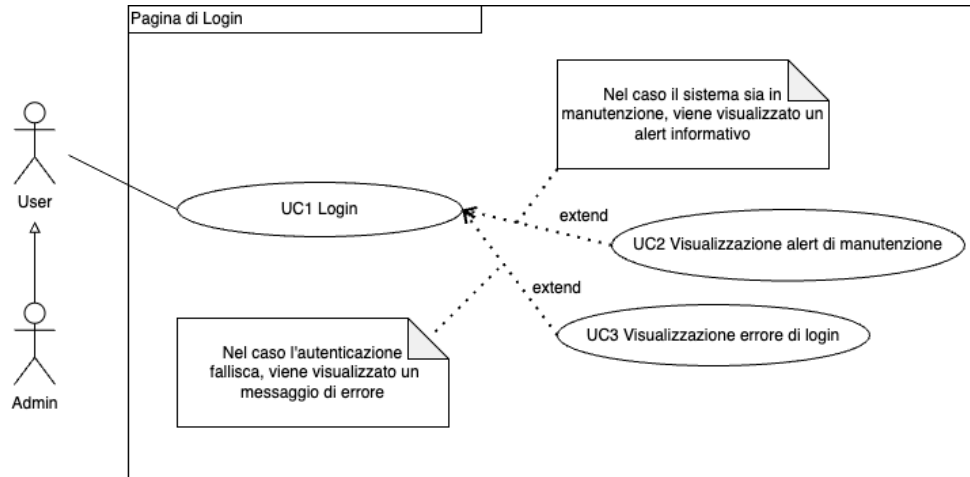 Pagina di Login
Nel caso il sistema sia in
manutenzione, viene visualizzato un
alert informativo
User
UC1 Login
extend
UC2 Visualizzazione alert di manutenzione
extend
UC3 Visualizzazione errore di login
Nel caso l'autenticazione
fallisca, viene visualizzato un
messaggio di errore
Admin